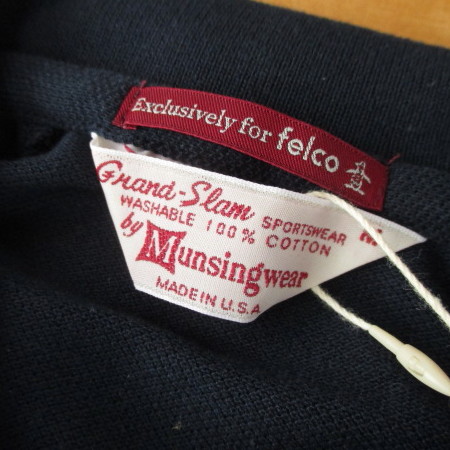 Exclusively for felco
Grand-Slam
SPORTSWEAR
WASHABLE 100% COTTON
by Munsingwear
MADE IN U.S.A